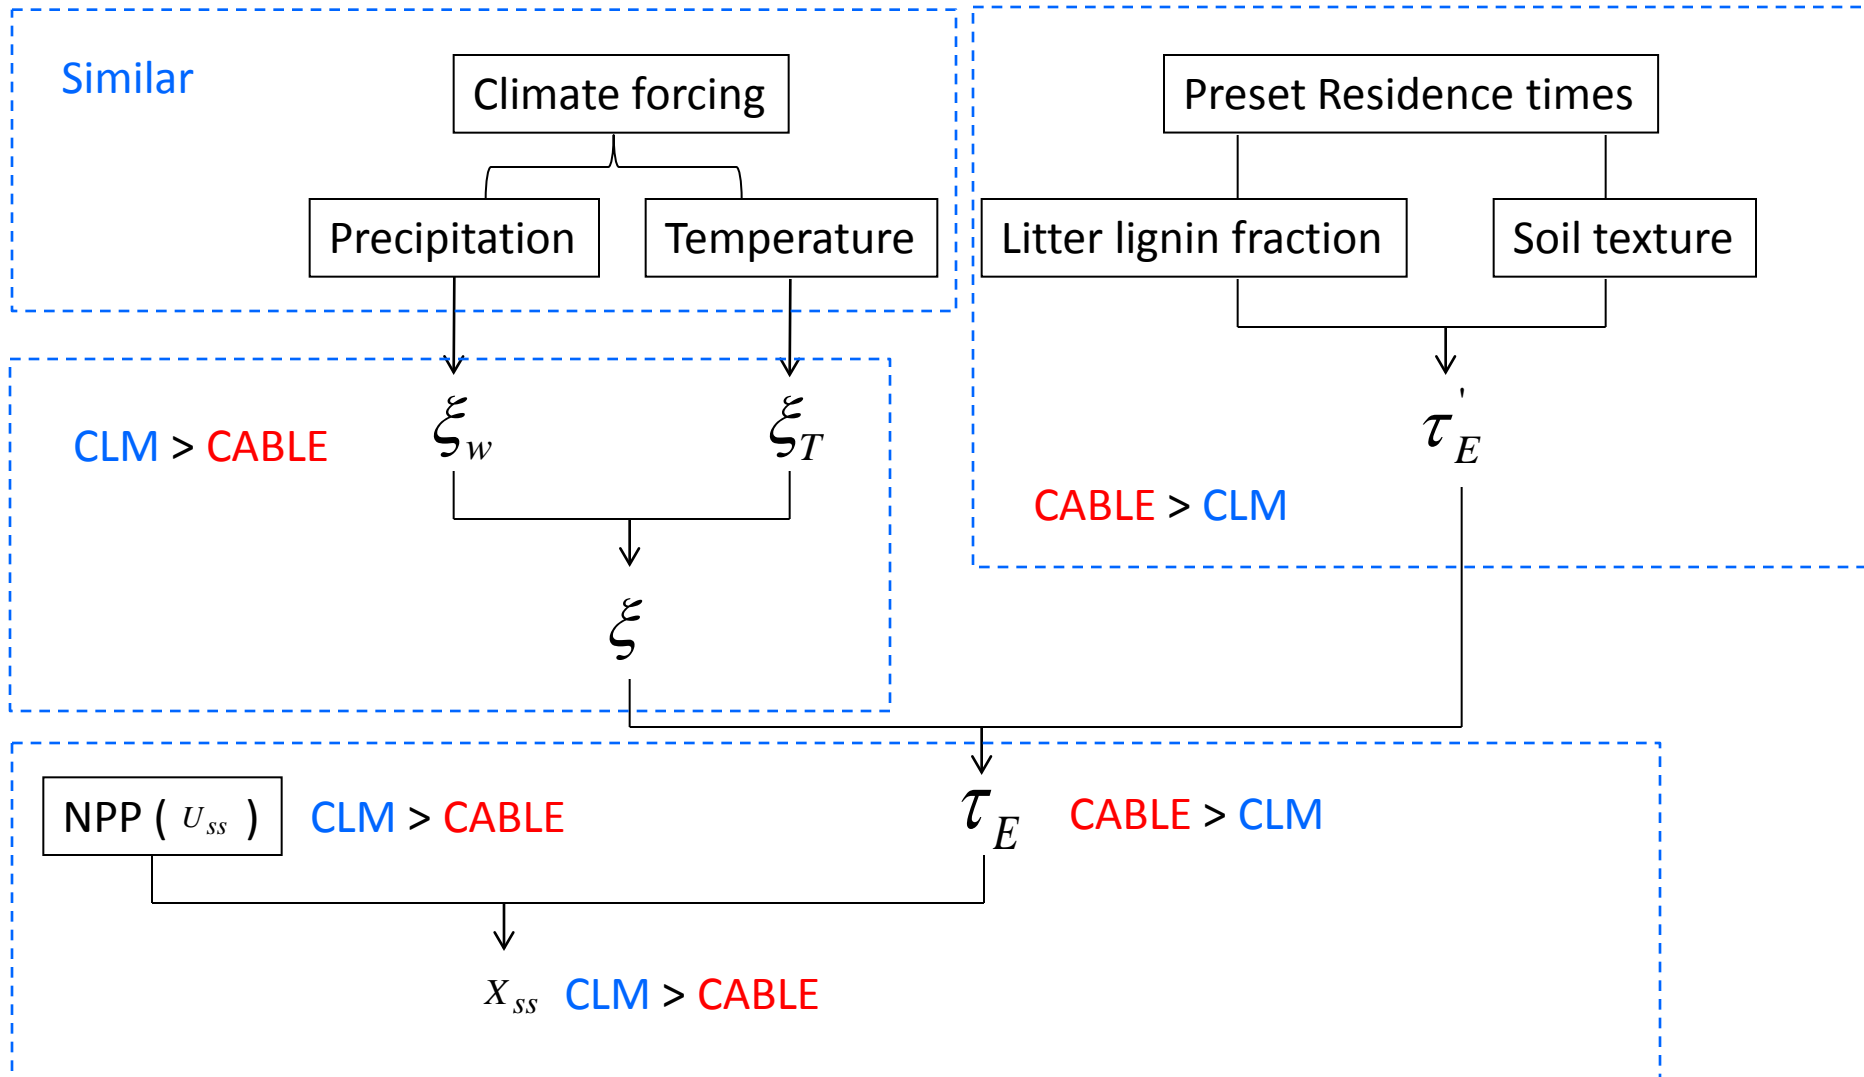 Similar
Climate forcing
Preset Residence times
Precipitation
Temperature
Litter lignin fraction
Soil texture
CLM > CABLE
ξw
ξT
τ'E
CABLE > CLM
ξ
NPP ( Uss )
CLM > CABLE
τE
CABLE > CLM
Xss CLM > CABLE